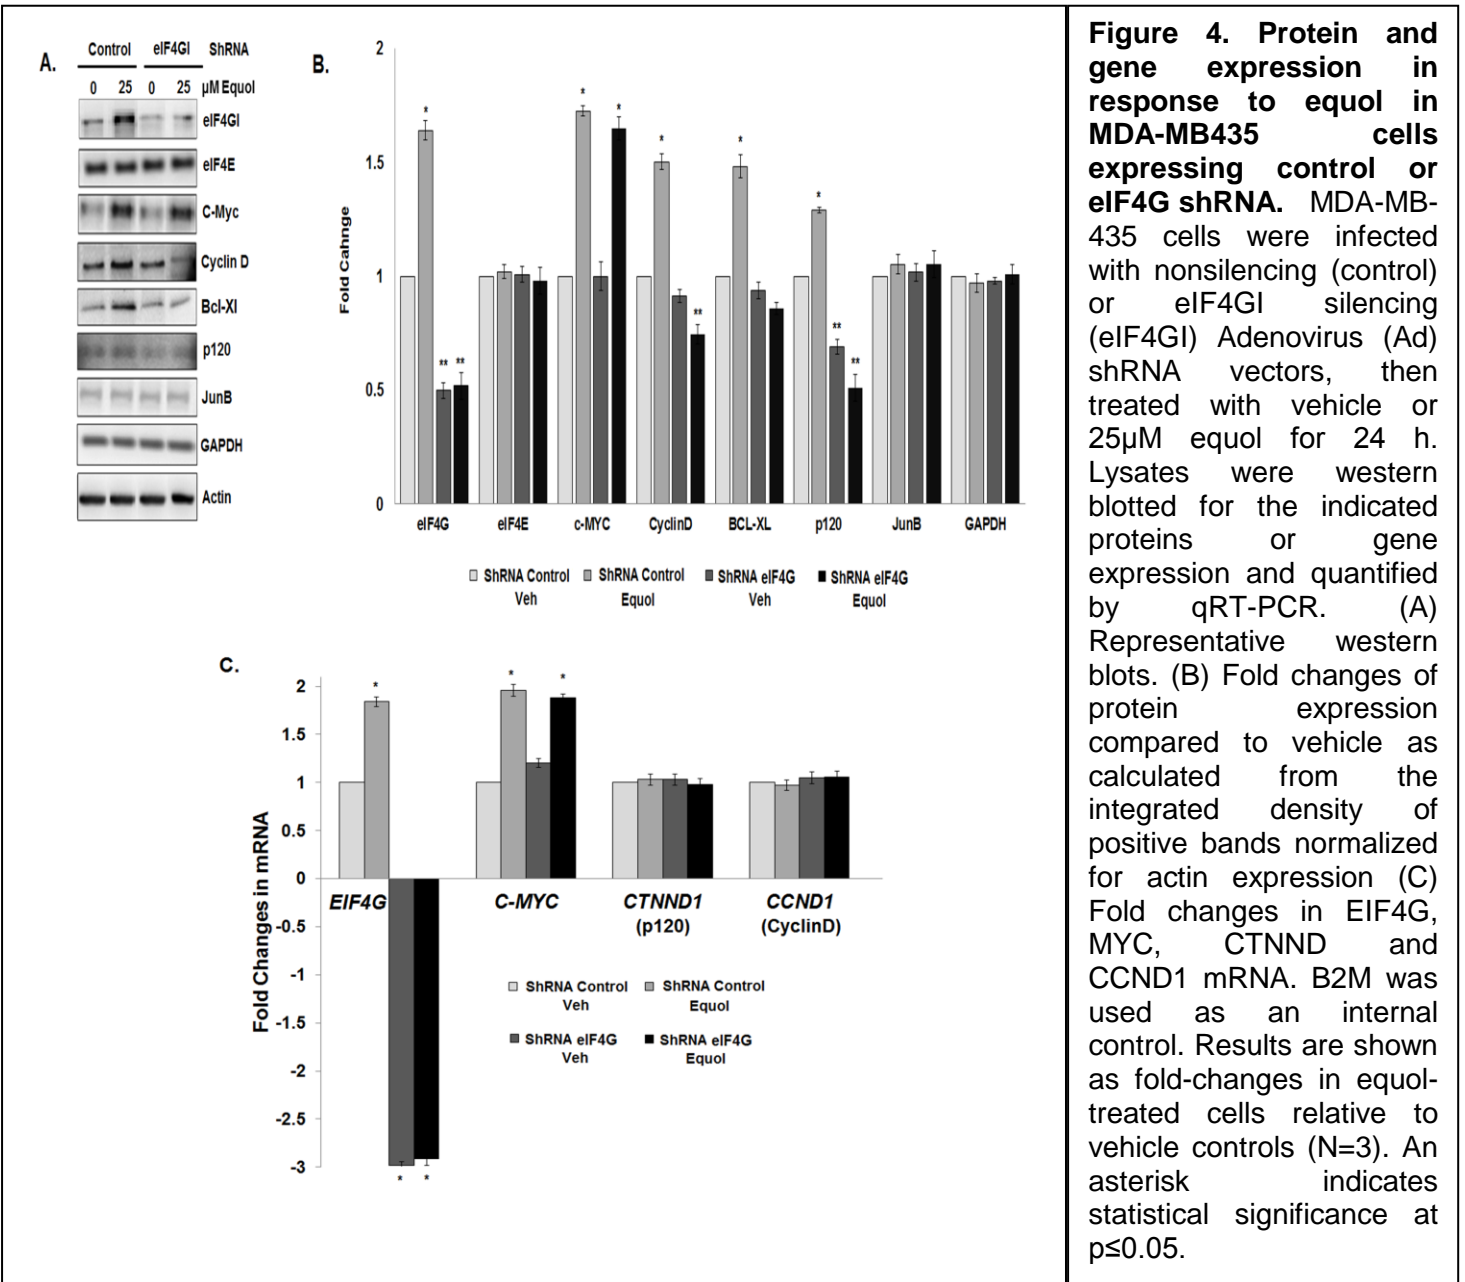 A.
Control eIF4GI ShRNA
0 25 0 25 µM Equol
eIF4GI
eIF4E
C-Myc
Cyclin D
Bcl-Xl
p120
JunB
GAPDH
Actin
B.
Fold Cahnge
2
1.5
1
0.5
0
* ** **
* *
* **
*
* ** **
eIF4G eIF4E c-MYC CyclinD BCL-XL p120 JunB GAPDH
ShRNA Control Veh
ShRNA Control Equol
ShRNA eIF4G Veh
ShRNA eIF4G Equol
C.
Fold Changes in mRNA
2
1.5
1
0.5
0
-0.5
-1
-1.5
-2
-2.5
-3
* * *
* *
EIF4G C-MYC CTNND1 CCND1
(p120) (CyclinD)
ShRNA Control Veh
ShRNA Control Equol
ShRNA eIF4G Veh
ShRNA eIF4G Equol
Figure 4. Protein and
gene expression in
response to equol in
MDA-MB435 cells
expressing control or
eIF4G shRNA. MDA-MB-
435 cells were infected
with nonsilencing (control)
or eIF4GI silencing
(eIF4GI) Adenovirus (Ad)
shRNA vectors, then
treated with vehicle or
25µM equol for 24 h.
Lysates were western
blotted for the indicated
proteins or gene
expression and quantified
by qRT-PCR. (A)
Representative western
blots. (B) Fold changes of
protein expression
compared to vehicle as
calculated from the
integrated density of
positive bands normalized
for actin expression (C)
Fold changes in EIF4G,
MYC, CTNND and
CCND1 mRNA. B2M was
used as an internal
control. Results are shown
as fold-changes in equol-
treated cells relative to
vehicle controls (N=3). An
asterisk indicates
statistical significance at
p≤0.05.